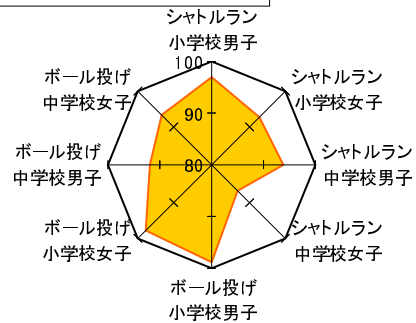 シャトルラン
小学校男子
100
ボール投げ
中学校女子
シャトルラン
小学校女子
90
ボール投げ
中学校男子
80
シャトルラン
中学校男子
ボール投げ
小学校女子
シャトルラン
中学校女子
ボール投げ
小学校男子